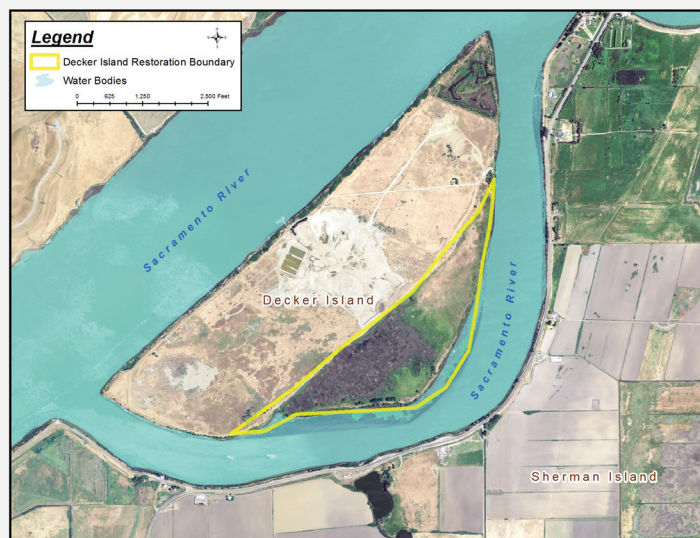 Legend
Decker Island Restoration Boundary
Water Bodies
0 625 1,250 2,500 Feet
Sacramento River
Decker Island
Sacramento River
Sherman Island